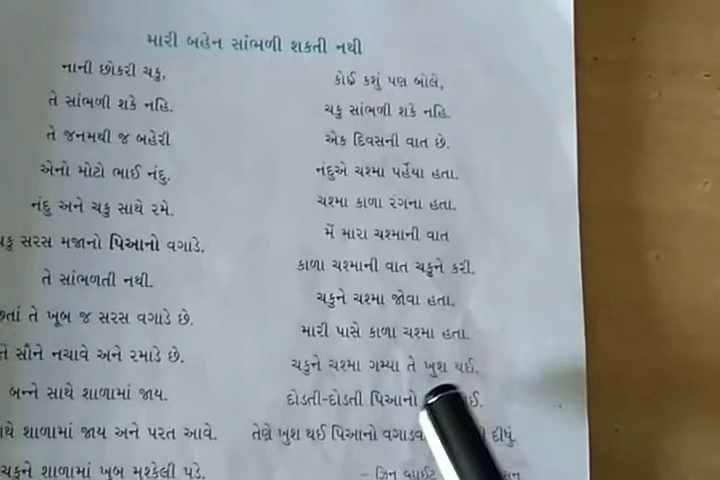 મારી બહેન સાંભળી શકતી નથી
નાની છોકરી ચકુ,
તે સાંભળી શકે નહિ.
તે જનમથી જ બહેરી
એનો મોટો ભાઈ નંદુ.
નંદુ અને ચકુ સાથે રમે.
સરસ મજાનો પિઆનો વગાડે.
તે સાંભળતી નથી.
તે ખૂબ જ સરસ વગાડે છે.
સૌને નચાવે અને રમાડે છે.
બન્ને સાથે શાળામાં જાય.
શાળામાં જાય અને પરત આવે.
ચકુને શાળામાં ખુબ મુશ્કેલી પડે.
કોઈ કશું પણ બોલે,
ચકુ સાંભળી શકે નહિ.
એક દિવસની વાત છે.
નંદુએ ચશ્મા પહેર્યા હતા.
ચશ્મા કાળા રંગના હતા.
મેં મારા ચશ્માની વાત
કાળા ચશ્માની વાત ચકુને કરી.
ચકુને ચશ્મા જોવા હતા.
મારી પાસે કાળા ચશ્મા હતા.
ચકુને ચશ્મા ગમ્યા તે ખુશ થઈ.
દોડતી-દોડતી પિઆનો
તેણે ખુશ થઈ પિઆનો દીધું.